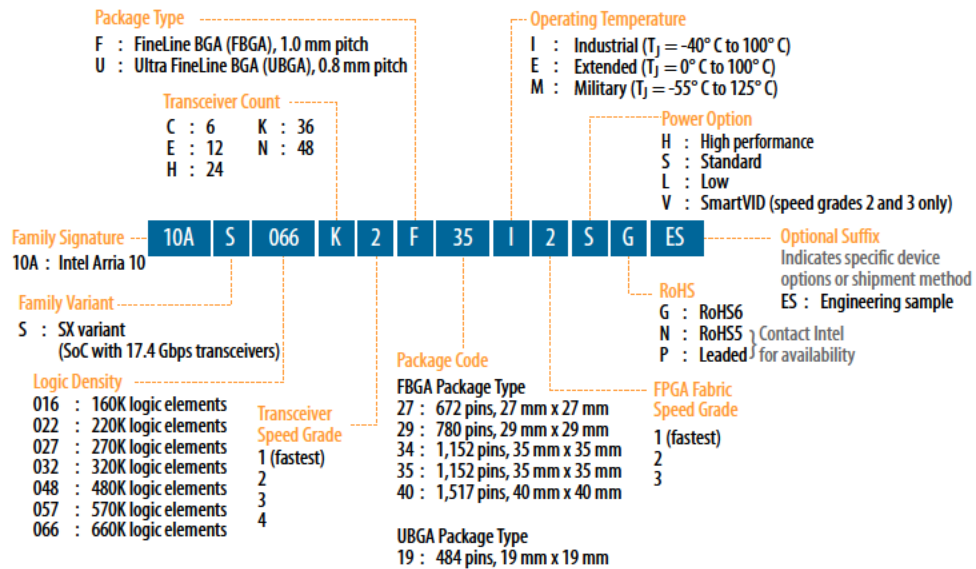 Package Type
F : FineLine BGA (FBGA), 1.0 mm pitch
U : Ultra FineLine BGA (UBGA), 0.8 mm pitch
Operating Temperature
I : Industrial (TJ = -40° C to 100° C)
E : Extended (TJ = 0° C to 100° C)
M : Military (TJ = -55° C to 125° C)
Transceiver Count
C : 6 K : 36
E : 12 N : 48
H : 24
Power Option
H : High performance
S : Standard
L : Low
V : SmartVID (speed grades 2 and 3 only)
Family Signature
10A : Intel Arria 10
10A S 066 K 2 F 35 I 2 S G ES
Optional Suffix
Indicates specific device
options or shipment method
ES : Engineering sample
Family Variant
S : SX variant
(SoC with 17.4 Gbps transceivers)
RoHS
G : RoHS6
N : RoHS5
P : Leaded
Contact Intel
for availability
Logic Density
016 : 160K logic elements
022 : 220K logic elements
027 : 270K logic elements
032 : 320K logic elements
048 : 480K logic elements
057 : 570K logic elements
066 : 660K logic elements
Transceiver
Speed Grade
1 (fastest)
2
3
4
Package Code
FBGA Package Type
27 : 672 pins, 27 mm x 27 mm
29 : 780 pins, 29 mm x 29 mm
34 : 1,152 pins, 35 mm x 35 mm
35 : 1,152 pins, 35 mm x 35 mm
40 : 1,517 pins, 40 mm x 40 mm
UBGA Package Type
19 : 484 pins, 19 mm x 19 mm
FPGA Fabric
Speed Grade
1 (fastest)
2
3